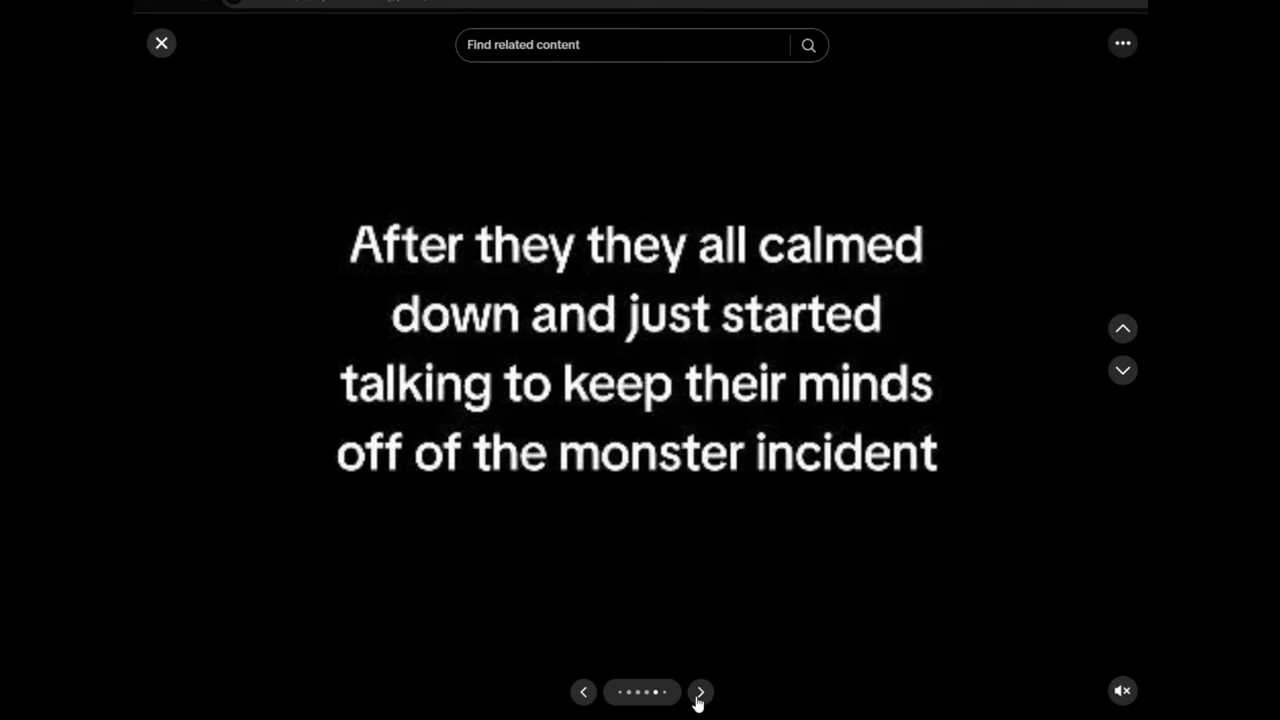 Find related content
After they they all calmed
down and just started
talking to keep their minds
off of the monster incident